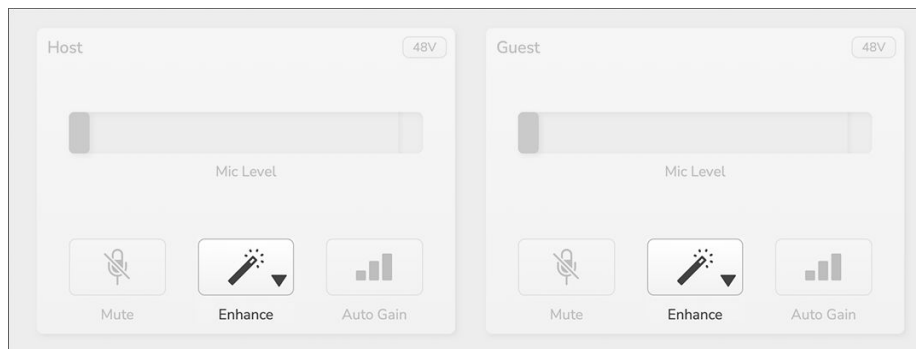 Host 48V
Mic Level
Mute Enhance Auto Gain
Guest 48V
Mic Level
Mute Enhance Auto Gain